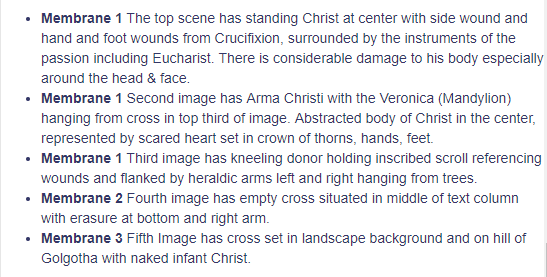 • Membrane 1 The top scene has standing Christ at center with side wound and
hand and foot wounds from Crucifixion, surrounded by the instruments of the
passion including Eucharist. There is considerable damage to his body especially
around the head & face.
• Membrane 1 Second image has Arma Christi with the Veronica (Mandylion)
hanging from cross in top third of image. Abstracted body of Christ in the center,
represented by scared heart set in crown of thorns, hands, feet.
• Membrane 1 Third image has kneeling donor holding inscribed scroll referencing
wounds and flanked by heraldic arms left and right hanging from trees.
• Membrane 2 Fourth image has empty cross situated in middle of text column
with erasure at bottom and right arm.
• Membrane 3 Fifth Image has cross set in landscape background and on hill of
Golgotha with naked infant Christ.